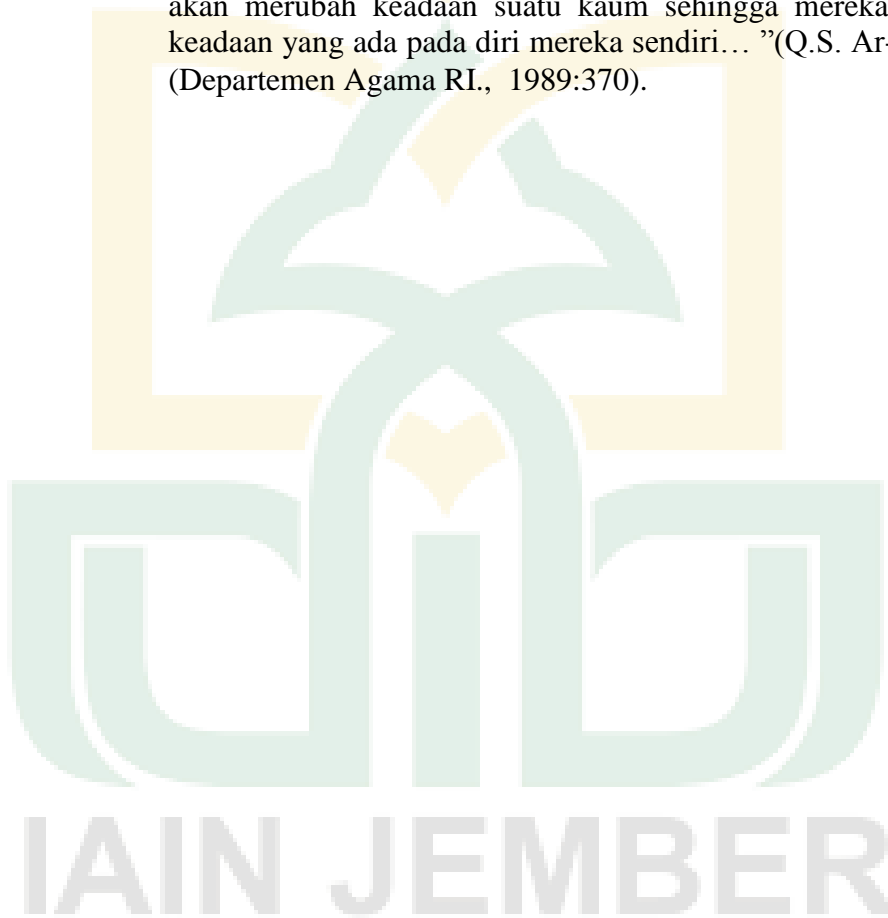 akan merubah keadaan suatu kaum sehingga mereka
keadaan yang ada pada diri mereka sendiri… ”(Q.S. Ar-
(Departemen Agama RI., 1989:370).
IAIN JEMBER